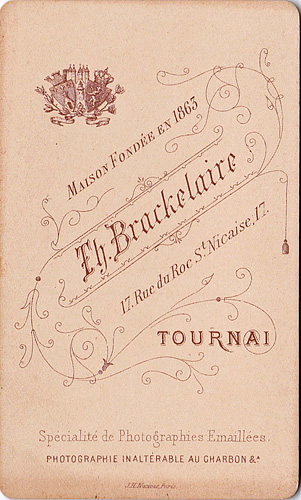 MAISON FONDÉE EN 1863
Th. Brackelaire
17. Rue du Roc St. Nicaise, 17.
TOURNAI
Spécialité de Photographies Emaillées.
PHOTOGRAPHIE INALTÉRABLE AU CHARBON &a
Paris.